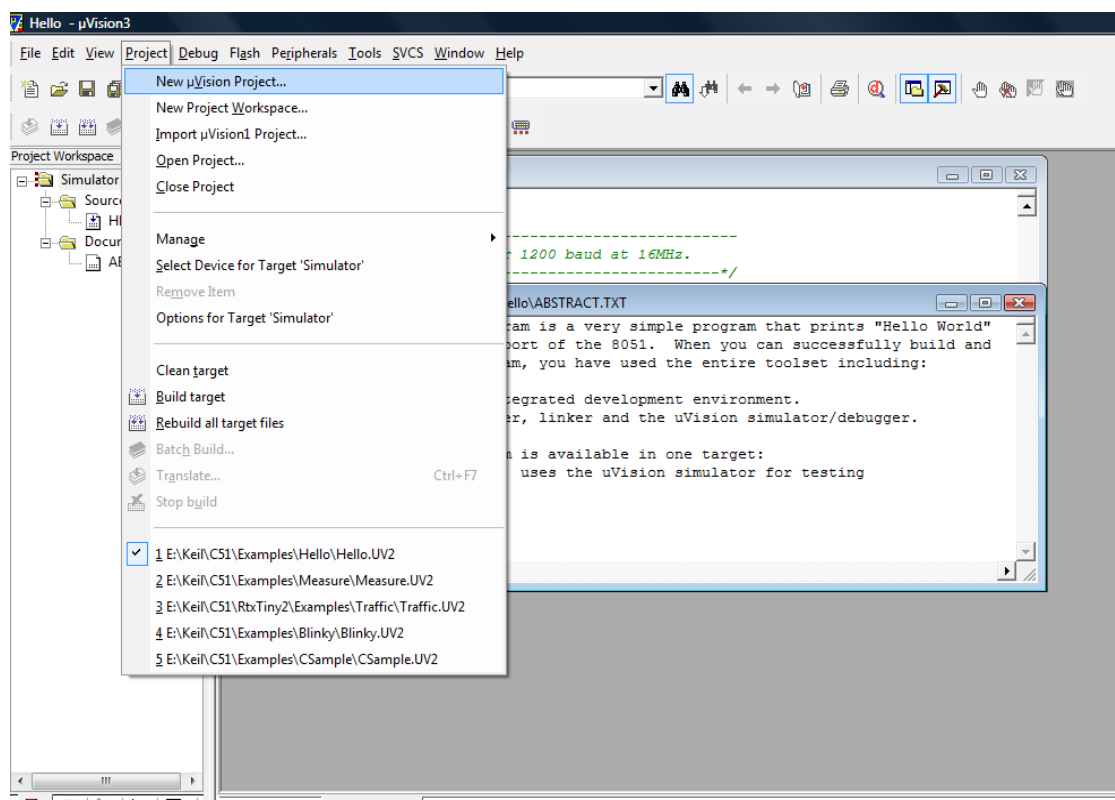 Hello - µVision3
File Edit View Project Debug Flash Peripherals Tools SVCS Window Help
New µVision Project...
New Project Workspace...
Import µVision1 Project...
Open Project...
Close Project
Manage
Select Device for Target 'Simulator'
Remove Item
Options for Target 'Simulator'
Clean target
Build target
Rebuild all target files
Batch Build...
Translate... Ctrl+F7
Stop build
1 E:\Keil\C51\Examples\Hello\Hello.UV2
2 E:\Keil\C51\Examples\Measure\Measure.UV2
3 E:\Keil\C51\RtxTiny2\Examples\Traffic\Traffic.UV2
4 E:\Keil\C51\Examples\Blinky\Blinky.UV2
5 E:\Keil\C51\Examples\CSample\CSample.UV2
Project Workspace
Simulator
Sourc
HI
Docur
AB
--------------------------
1200 baud at 16MHz.
------------------------*/
ello\ABSTRACT.TXT
ram is a very simple program that prints "Hello World"
port of the 8051. When you can successfully build and
am, you have used the entire toolset including:
tegrated development environment.
er, linker and the uVision simulator/debugger.
is available in one target:
uses the uVision simulator for testing